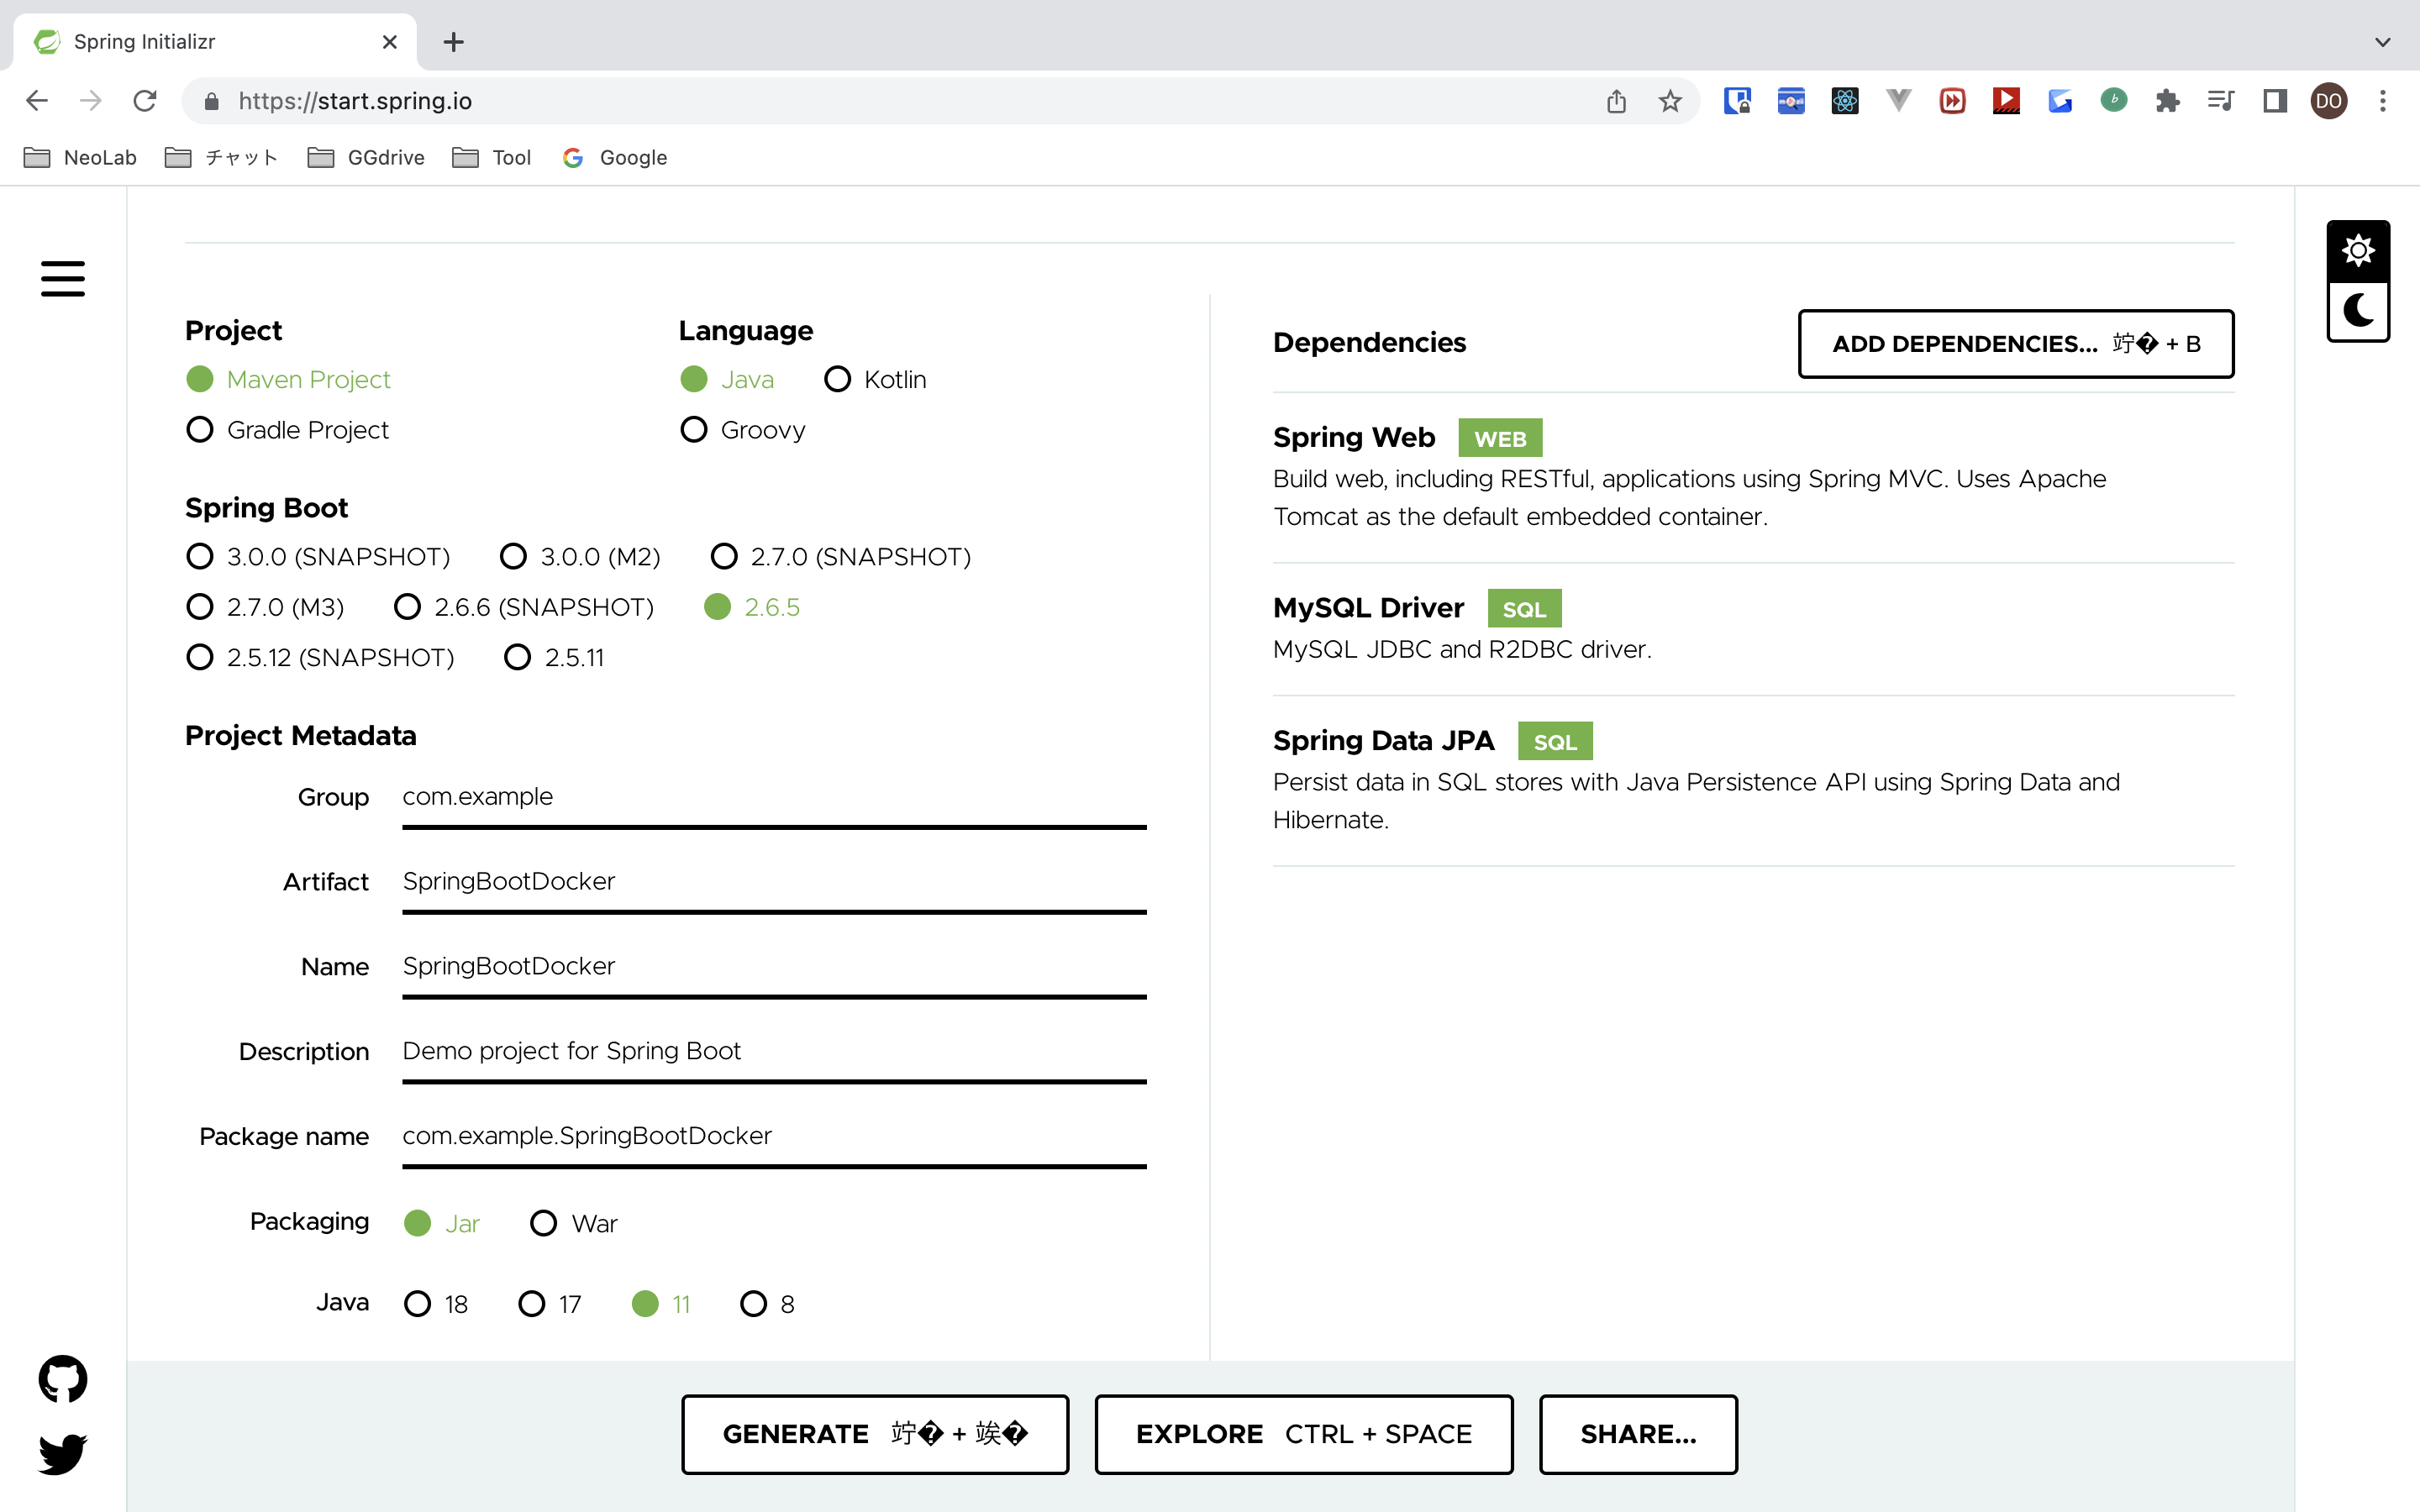 Spring Initializr
https://start.spring.io
DO
NeoLab チャット GGdrive Tool Google
Project
Maven Project
Gradle Project
Language
Java Kotlin
Groovy
Spring Boot
3.0.0 (SNAPSHOT) 3.0.0 (M2) 2.7.0 (SNAPSHOT)
2.7.0 (M3) 2.6.6 (SNAPSHOT) 2.6.5
2.5.12 (SNAPSHOT) 2.5.11
Project Metadata
Group com.example
Artifact SpringBootDocker
Name SpringBootDocker
Description Demo project for Spring Boot
Package name com.example.SpringBootDocker
Packaging Jar War
Java 18 17 11 8
Dependencies
ADD DEPENDENCIES... 竚� + B
Spring Web WEB
Build web, including RESTful, applications using Spring MVC. Uses Apache
Tomcat as the default embedded container.
MySQL Driver SQL
MySQL JDBC and R2DBC driver.
Spring Data JPA SQL
Persist data in SQL stores with Java Persistence API using Spring Data and
Hibernate.
GENERATE 竚� + 竢�
EXPLORE CTRL + SPACE
SHARE...